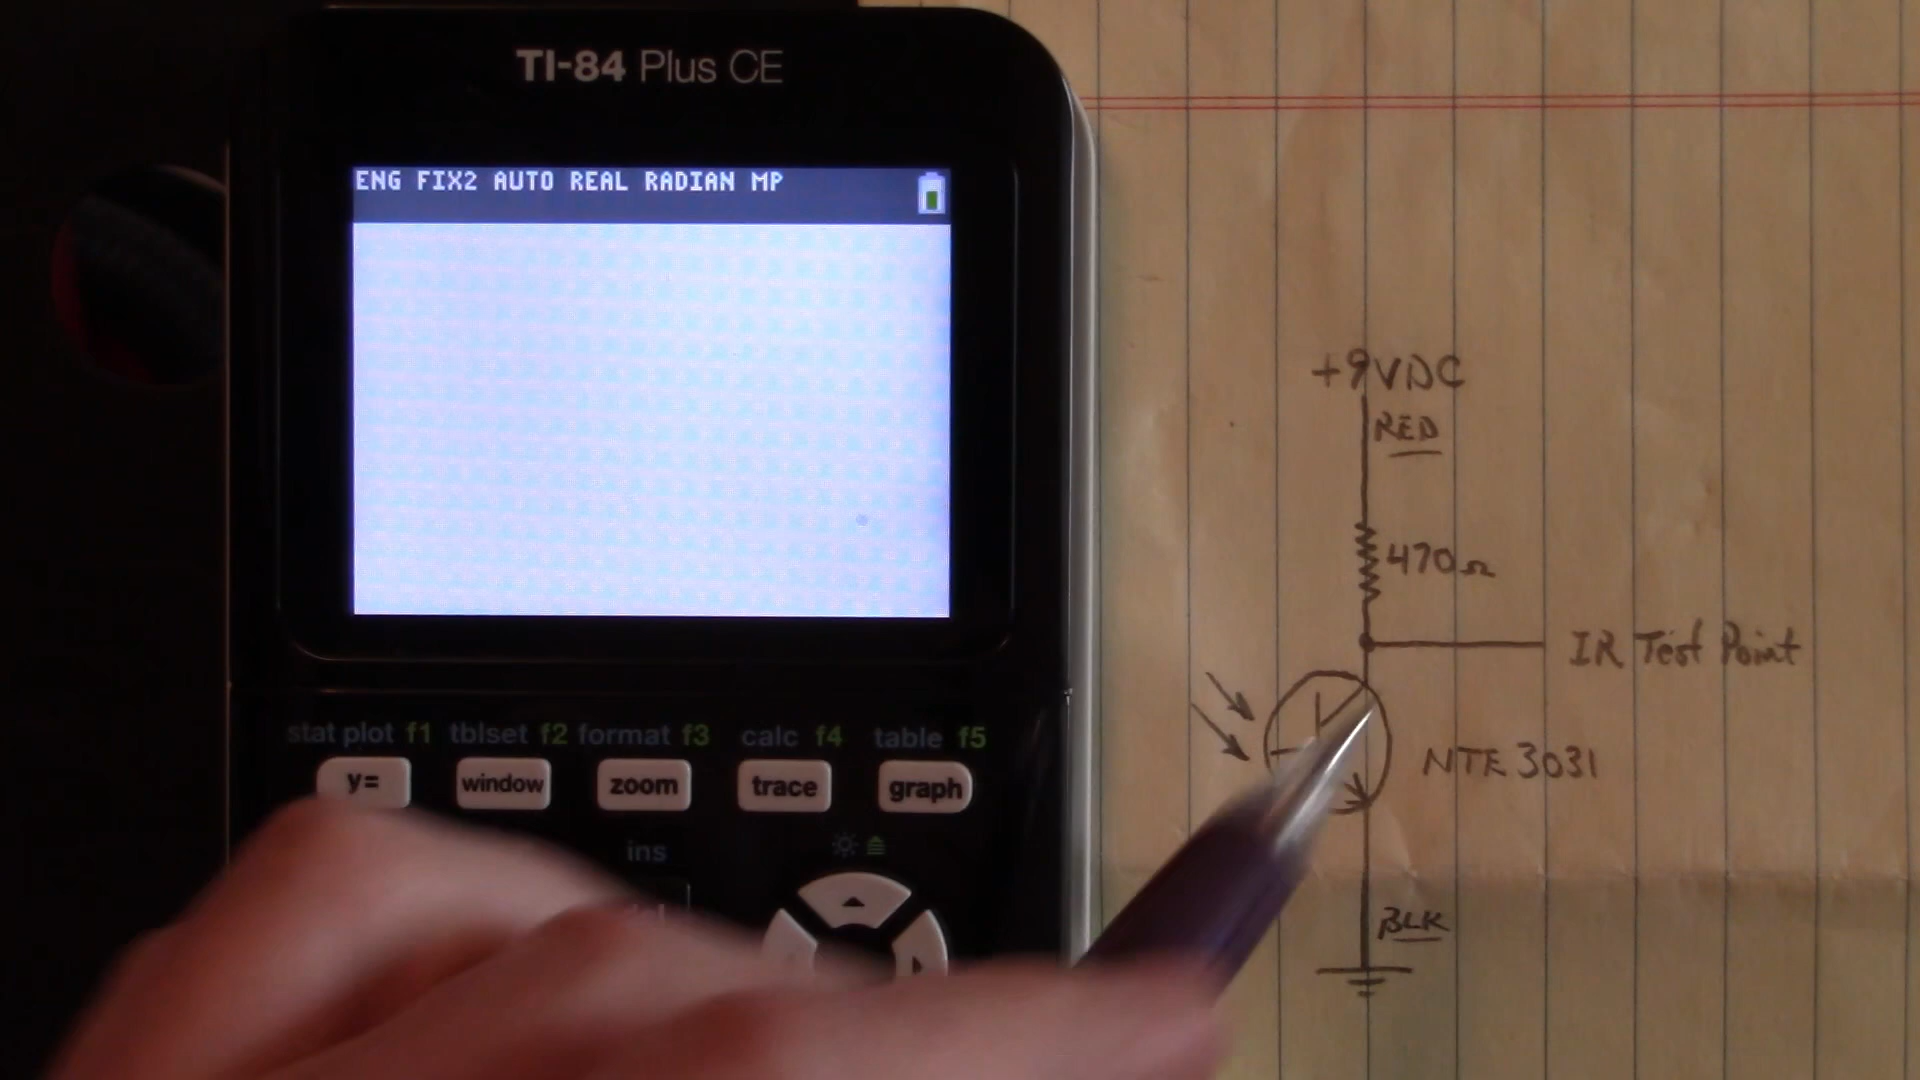 TI-84 Plus CE
ENG FIX2 AUTO REAL RADIAN MP
stat plot f1 tblset f2 format f3 calc f4 table f5
y= window zoom trace graph
ins
+9VDC
RED
470Ω
IR Test Point
NTE 3031
BLK